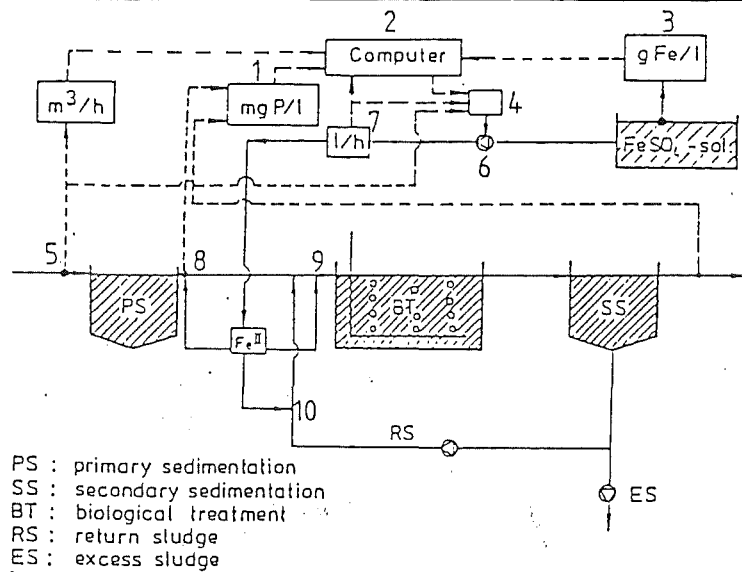 2
3
Computer
g Fe/l
1
m³/h
mg P/l
4
7
l/h
6
FeSO₄-sol.
5
8
9
PS
BT
SS
Fe II
10
RS
ES
PS : primary sedimentation
SS : secondary sedimentation
BT : biological treatment
RS : return sludge
ES : excess sludge